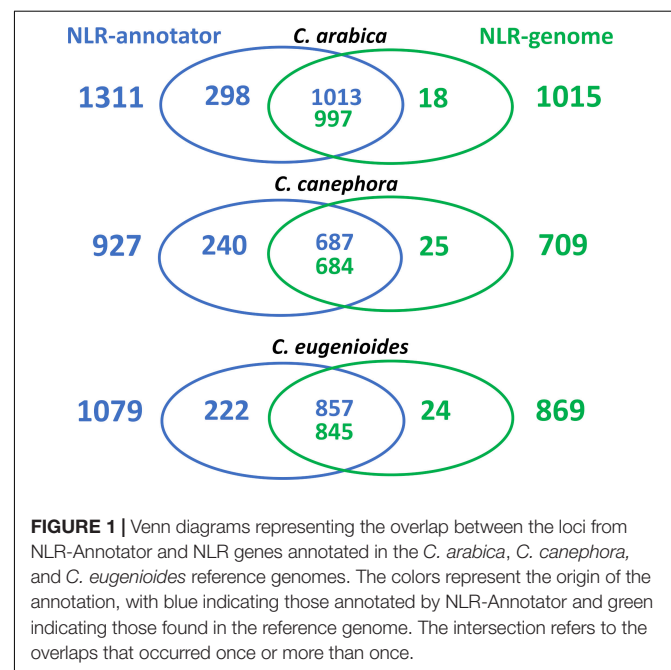 NLR-annotator C. arabica NLR-genome
1311 298 1013 18 1015
997
C. canephora
927 240 687 25 709
684
C. eugenioides
1079 222 857 24 869
845
FIGURE 1 | Venn diagrams representing the overlap between the loci from
NLR-Annotator and NLR genes annotated in the C. arabica, C. canephora,
and C. eugenioides reference genomes. The colors represent the origin of the
annotation, with blue indicating those annotated by NLR-Annotator and green
indicating those found in the reference genome. The intersection refers to the
overlaps that occurred once or more than once.